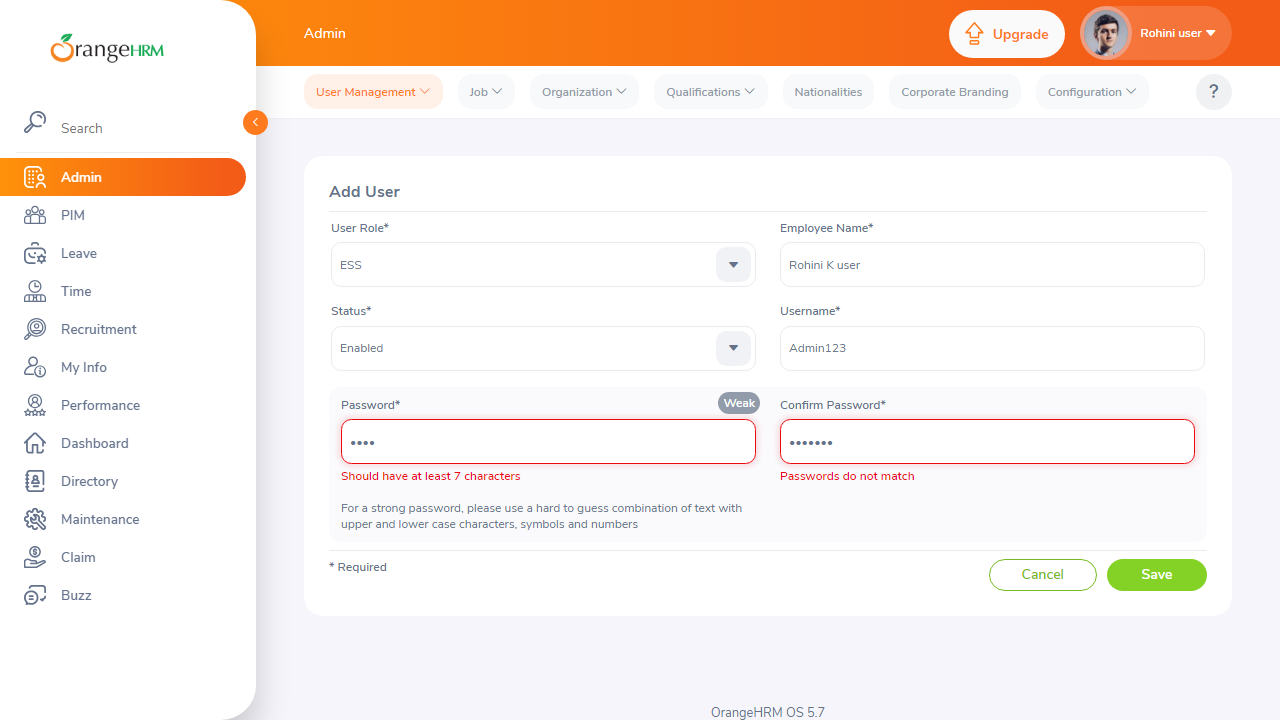 OrangeHRM
Search
Admin
PIM
Leave
Time
Recruitment
My Info
Performance
Dashboard
Directory
Maintenance
Claim
Buzz
Admin
Upgrade
Rohini user
User Management
Job
Organization
Qualifications
Nationalities
Corporate Branding
Configuration
?
Add User
User Role*
Employee Name*
ESS
Rohini K user
Status*
Username*
Enabled
Admin123
Password*
Weak
Confirm Password*
••••
•••••••
Should have at least 7 characters
Passwords do not match
For a strong password, please use a hard to guess combination of text with
upper and lower case characters, symbols and numbers
* Required
Cancel
Save
OrangeHRM OS 5.7